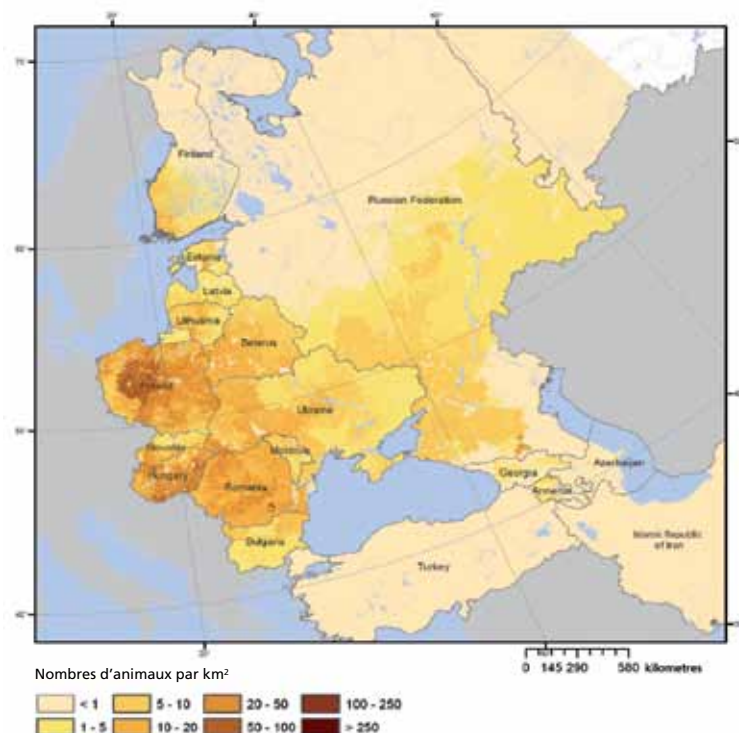 Finland
Russian Federation
Estonia
Latvia
Lithuania
Belarus
Poland
Ukraine
Slovakia
Moldova
Hungary
Romania
Georgia
Azerbaijan
Armenia
Bulgaria
Islamic Republic
of Iran
Turkey
0 145 290 580 kilometres
Nombres d’animaux par km²
< 1 5 - 10 20 - 50 100 - 250
1 - 5 10 - 20 50 - 100 > 250